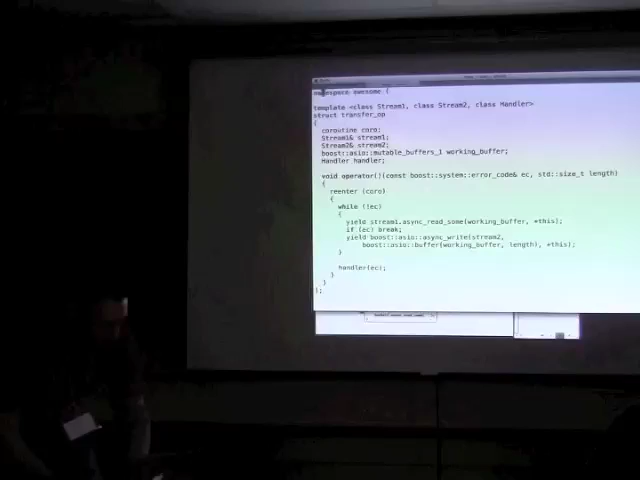 namespace awesome {
template <class Stream1, class Stream2, class Handler>
struct transfer_op
{
coroutine coro;
Stream1& stream1;
Stream2& stream2;
boost::asio::mutable_buffers_1 working_buffer;
Handler handler;
void operator()(const boost::system::error_code& ec, std::size_t length)
{
reenter (coro)
{
while (!ec)
{
yield stream1.async_read_some(working_buffer, *this);
if (ec) break;
yield boost::asio::async_write(stream2,
boost::asio::buffer(working_buffer, length), *this);
}
handler(ec);
}
}
};